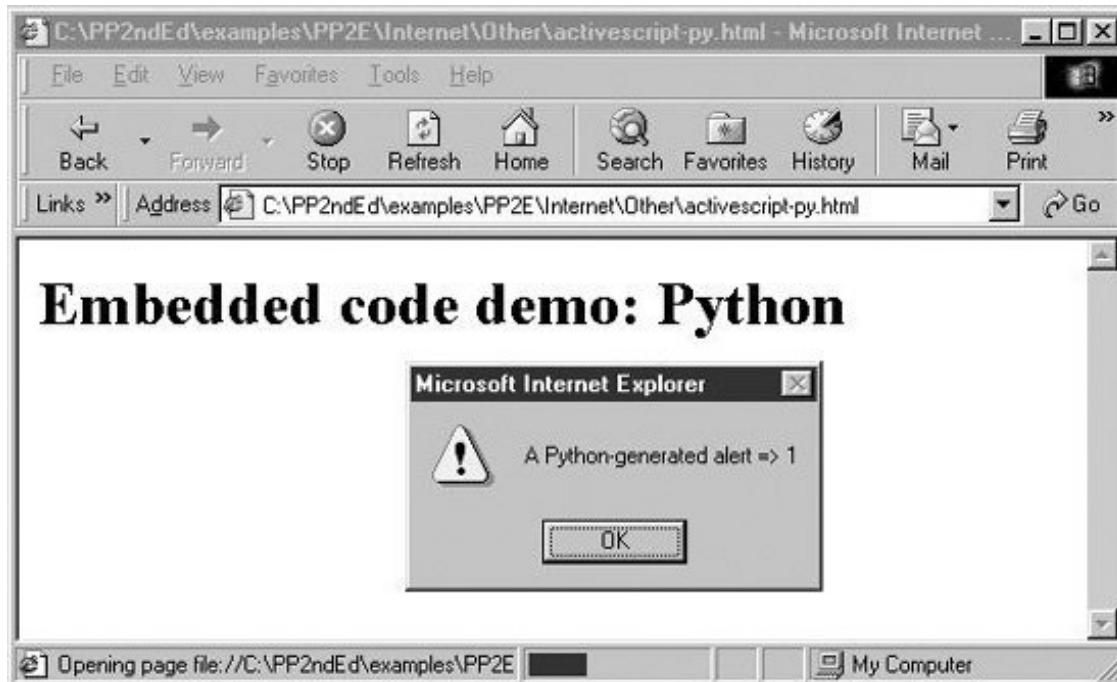 C:\PP2ndEd\examples\PP2E\Internet\Other\activescript-py.html - Microsoft Internet ...
File Edit View Favorites Tools Help
Back Forward Stop Refresh Home Search Favorites History Mail Print »
Links » Address C:\PP2ndEd\examples\PP2E\Internet\Other\activescript-py.html Go
Embedded code demo: Python
Microsoft Internet Explorer
A Python-generated alert => 1
OK
Opening page file://C:\PP2ndEd\examples\PP2E My Computer